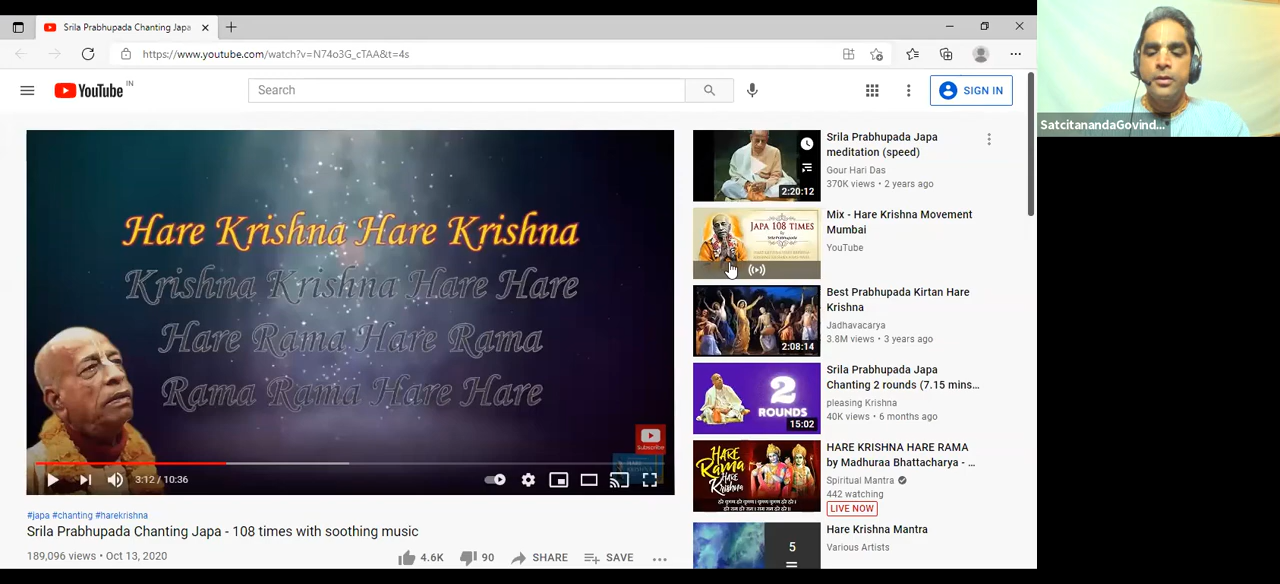 Srila Prabhupada Chanting Japa
https://www.youtube.com/watch?v=N74o3G_cTAA&t=4s
YouTube IN
Search
SIGN IN
SatcitanandaGovind...
Hare Krishna Hare Krishna
Krishna Krishna Hare Hare
Hare Rama Hare Rama
Rama Rama Hare Hare
Subscribe
3:12 / 10:36
#japa #chanting #harekrishna
Srila Prabhupada Chanting Japa - 108 times with soothing music
189,096 views • Oct 13, 2020
4.6K
90
SHARE
SAVE
2:20:12
Srila Prabhupada Japa
meditation (speed)
Gour Hari Das
370K views • 2 years ago
JAPA 108 TIMES
Mix - Hare Krishna Movement
Mumbai
YouTube
2:08:14
Best Prabhupada Kirtan Hare
Krishna
Jadhavacarya
3.8M views • 3 years ago
2
ROUNDS
15:02
Srila Prabhupada Japa
Chanting 2 rounds (7.15 mins...
pleasing Krishna
40K views • 6 months ago
HARE
RAMA
HARE
KRISHNA
HARE KRISHNA HARE RAMA
by Madhuraa Bhattacharya - ...
Spiritual Mantra
442 watching
LIVE NOW
5
Hare Krishna Mantra
Various Artists